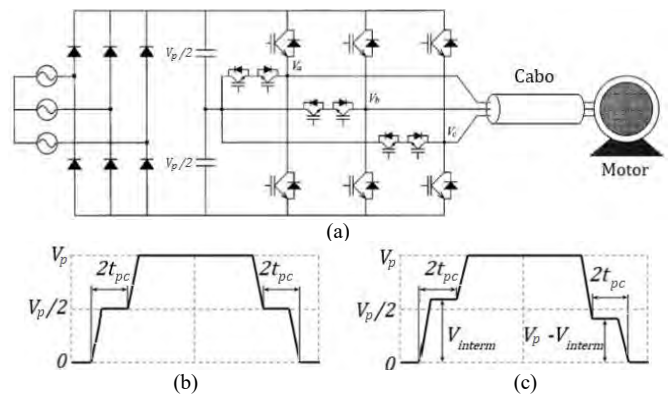 V_p/2
V_a
V_b
V_c
V_p/2
Cabo
Motor
(a)
V_p
2t_pc
2t_pc
V_p/2
0
(b)
V_p
2t_pc
2t_pc
V_p/2
V_interm
V_p - V_interm
0
(c)